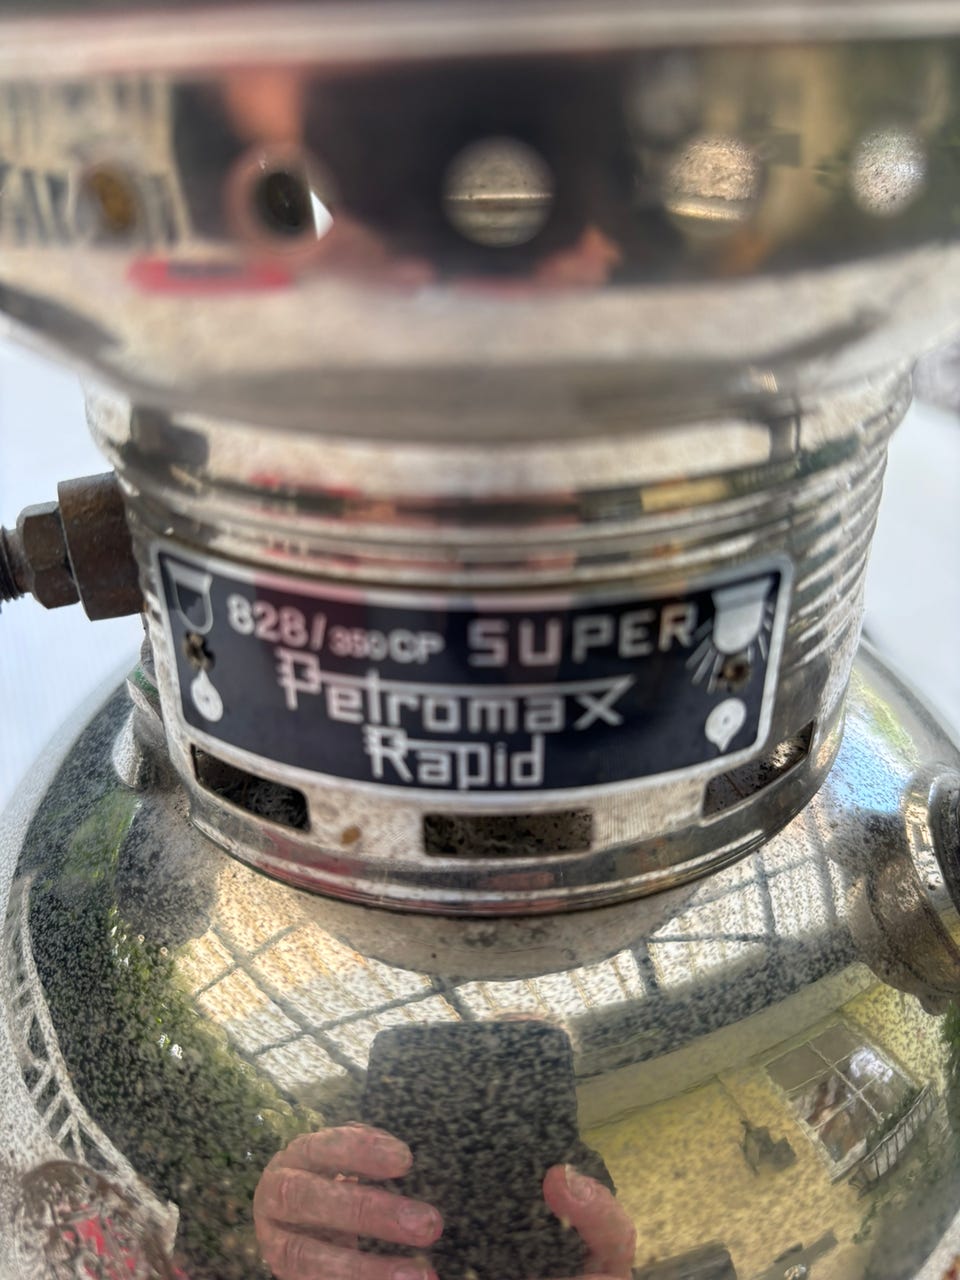 828/350CP SUPER
Petromax
Rapid